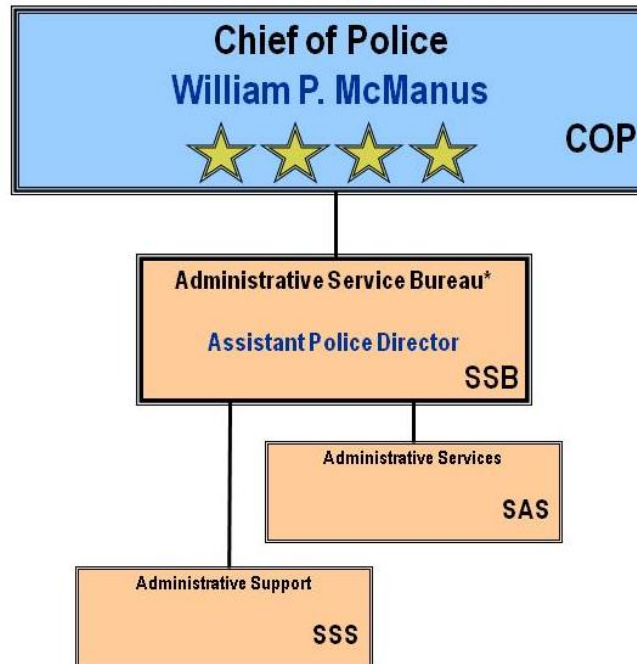 Chief of Police
William P. McManus
COP
Administrative Service Bureau*
Assistant Police Director
SSB
Administrative Services
SAS
Administrative Support
SSS